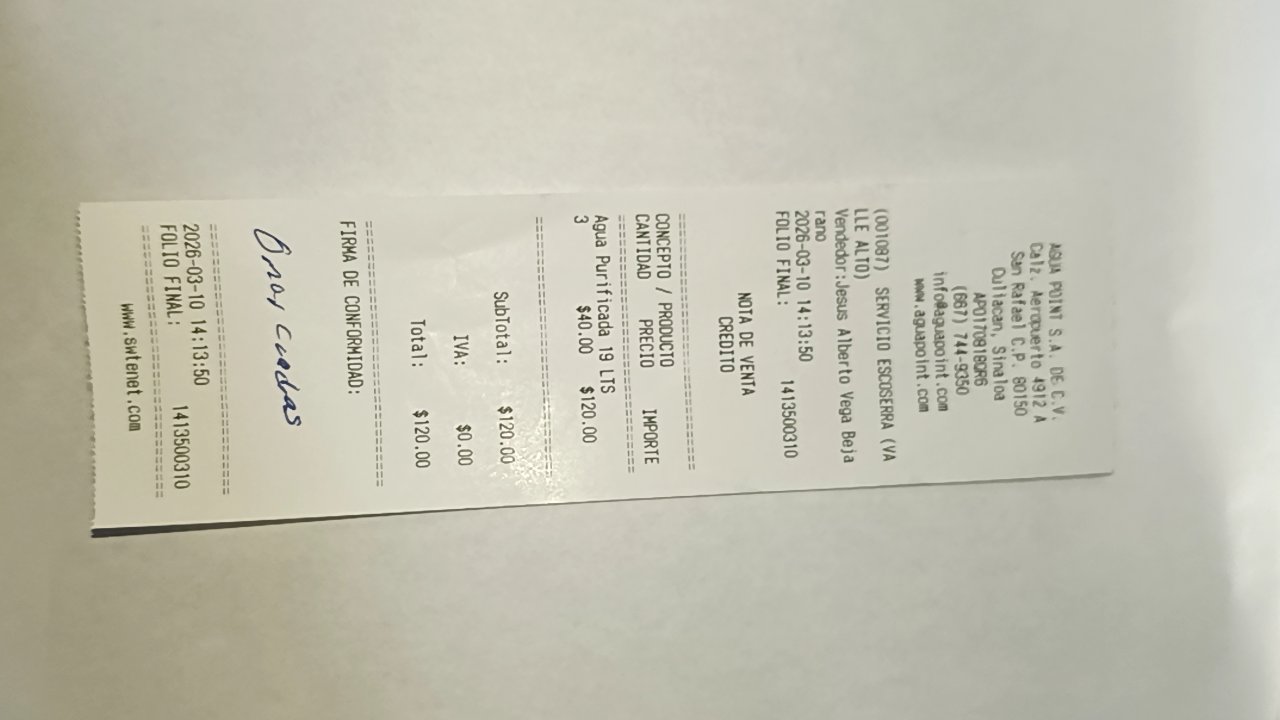 AGUA POINT S.A. DE C.V.
Calz. Aeropuerto 4912 A
San Rafael C.P. 80150
Culiacan, Sinaloa
APO170818QR6
(667) 744-9350
info@aguapoint.com
www.aguapoint.com
(001087) SERVICIO ESCOSERRA (VA
LLE ALTO)
Vendedor:Jesus Alberto Vega Beja
rano
2026-03-10 14:13:50
FOLIO FINAL: 1413500310
NOTA DE VENTA
CREDITO
================================
CONCEPTO / PRODUCTO
CANTIDAD PRECIO IMPORTE
================================
Agua Purificada 19 LTS
3 $40.00 $120.00
================================
SubTotal: $120.00
IVA: $0.00
Total: $120.00
================================
FIRMA DE CONFORMIDAD:
================================
2026-03-10 14:13:50
FOLIO FINAL: 1413500310
================================
www.swtenet.com